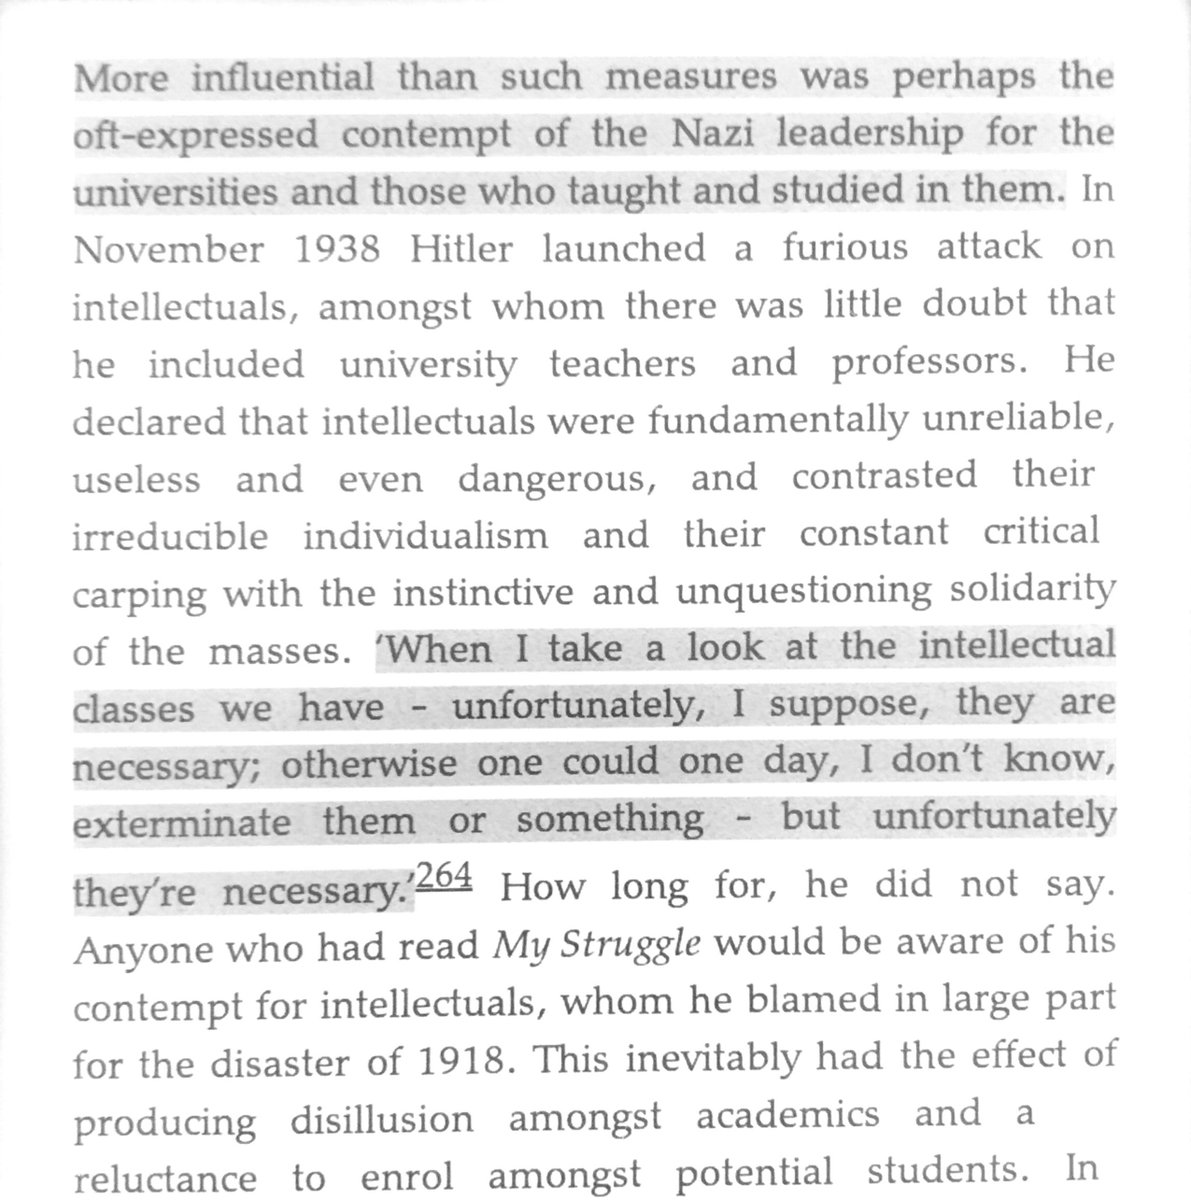 More influential than such measures was perhaps the
oft-expressed contempt of the Nazi leadership for the
universities and those who taught and studied in them. In
November 1938 Hitler launched a furious attack on
intellectuals, amongst whom there was little doubt that
he included university teachers and professors. He
declared that intellectuals were fundamentally unreliable,
useless and even dangerous, and contrasted their
irreducible individualism and their constant critical
carping with the instinctive and unquestioning solidarity
of the masses. ‘When I take a look at the intellectual
classes we have – unfortunately, I suppose, they are
necessary; otherwise one could one day, I don’t know,
exterminate them or something – but unfortunately
they’re necessary.’264 How long for, he did not say.
Anyone who had read My Struggle would be aware of his
contempt for intellectuals, whom he blamed in large part
for the disaster of 1918. This inevitably had the effect of
producing disillusion amongst academics and a
reluctance to enrol amongst potential students. In